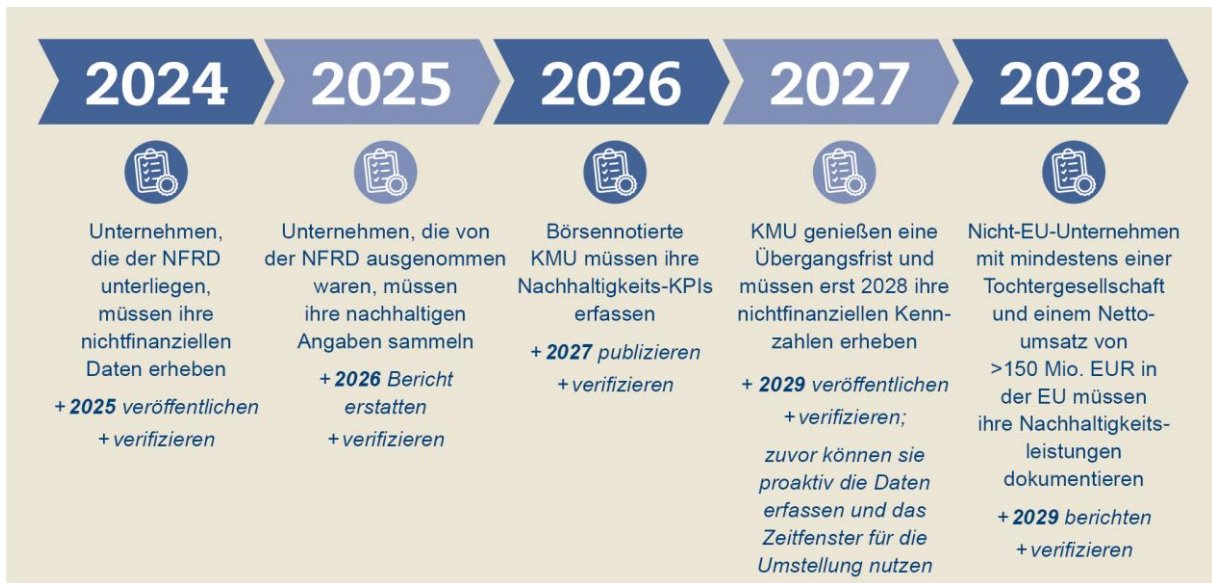 2024
2025
2026
2027
2028
Unternehmen,
die der NFRD
unterliegen,
müssen ihre
nichtfinanziellen
Daten erheben
+ 2025 veröffentlichen
+ verifizieren
Unternehmen, die von
der NFRD ausgenommen
waren, müssen
ihre nachhaltigen
Angaben sammeln
+ 2026 Bericht
erstatten
+ verifizieren
Börsennotierte
KMU müssen ihre
Nachhaltigkeits-KPIs
erfassen
+ 2027 publizieren
+ verifizieren
KMU genießen eine
Übergangsfrist und
müssen erst 2028 ihre
nichtfinanziellen Kenn-
zahlen erheben
+ 2029 veröffentlichen
+ verifizieren;
zuvor können sie
proaktiv die Daten
erfassen und das
Zeitfenster für die
Umstellung nutzen
Nicht-EU-Unternehmen
mit mindestens einer
Tochtergesellschaft
und einem Netto-
umsatz von
>150 Mio. EUR in
der EU müssen
ihre Nachhaltigkeits-
leistungen
dokumentieren
+ 2029 berichten
+ verifizieren